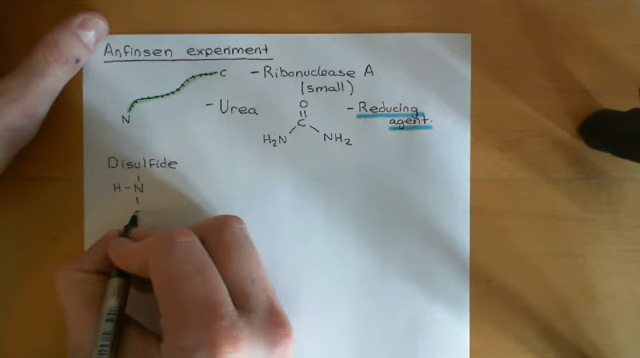 Anfinsen experiment
C
- Ribonuclease A
(small)
- Urea
O
- Reducing
agent.
N
C
H₂N
NH₂
Disulfide
H-N